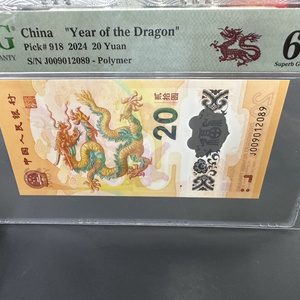 G
ANTY
China "Year of the Dragon"
Pick# 918 2024 20 Yuan
S/N J009012089 - Polymer
6
Superb G
中国人民银行
贰拾圆
20
J009012089